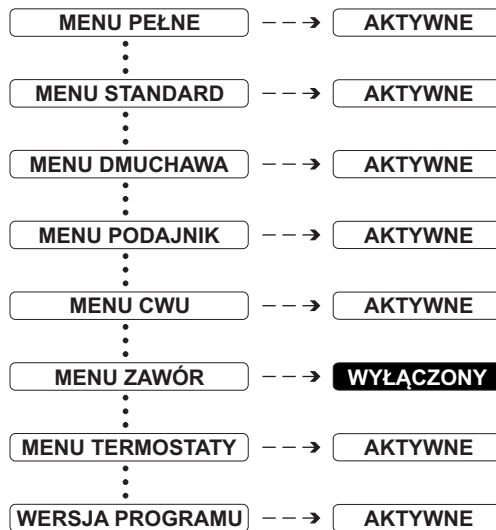 MENU PEŁNE AKTYWNE
MENU STANDARD AKTYWNE
MENU DMUCHAWA AKTYWNE
MENU PODAJNIK AKTYWNE
MENU CWU AKTYWNE
MENU ZAWÓR WYŁĄCZONY
MENU TERMOSTATY AKTYWNE
WERSJA PROGRAMU AKTYWNE